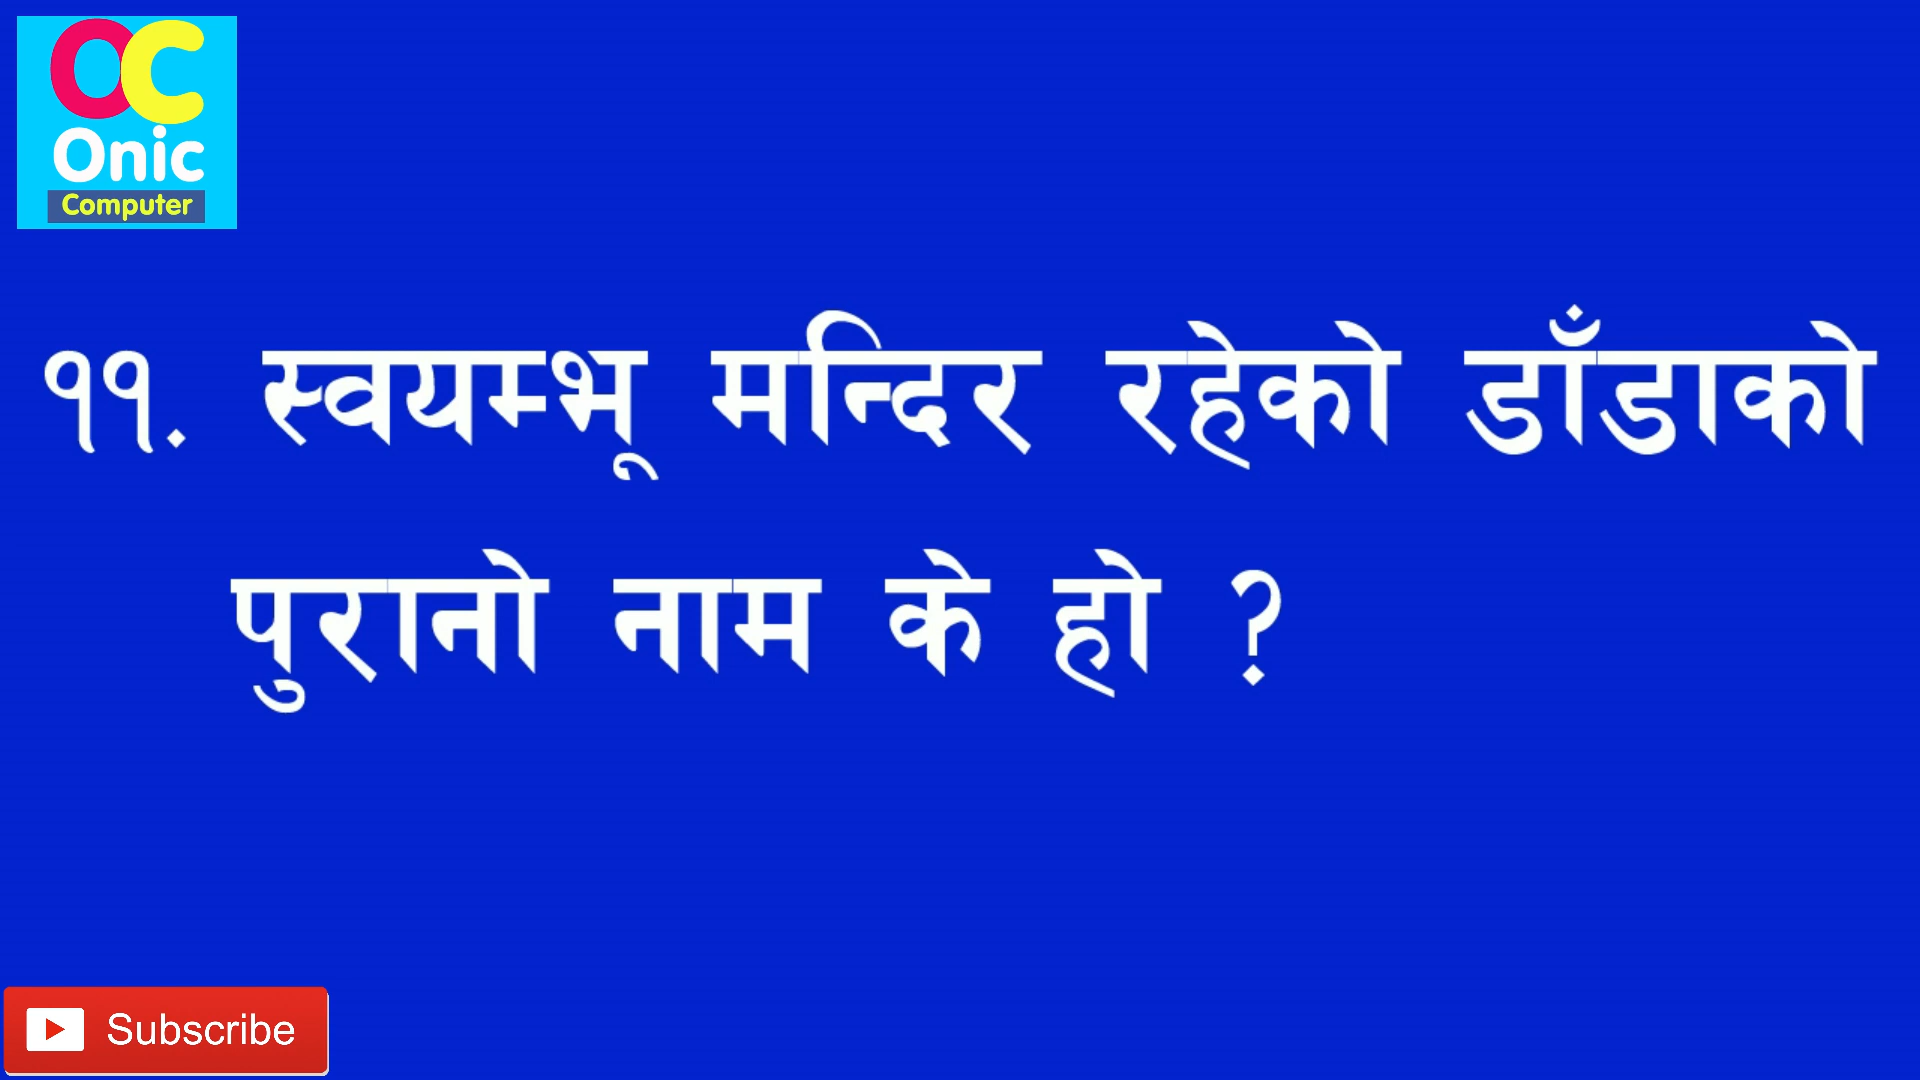 OC
Onic
Computer
११. स्वयम्भू मन्दिर रहेको डाँडाको
पुरानो नाम के हो ?
Subscribe